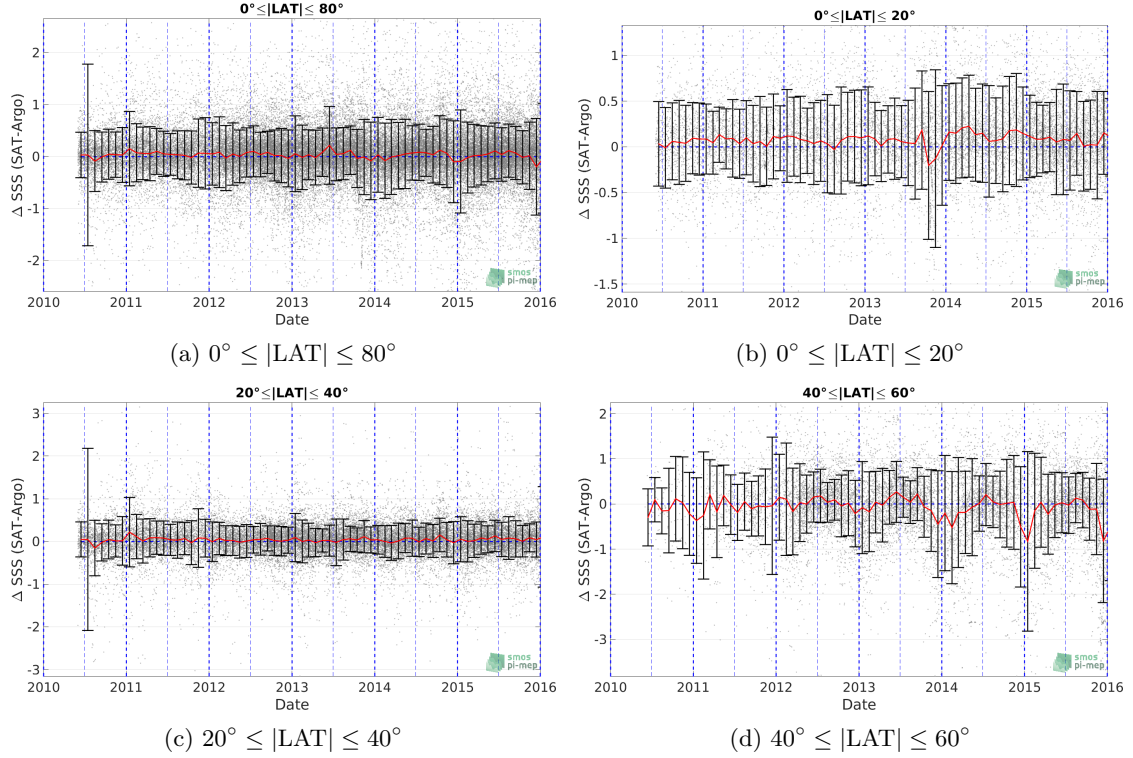 0°≤|LAT|≤ 80°
Δ SSS (SAT-Argo)
2
1
0
-1
-2
2010 2011 2012 2013 2014 2015 2016
Date
smos
pi-mep
(a) 0° ≤ |LAT| ≤ 80°
0°≤|LAT|≤ 20°
Δ SSS (SAT-Argo)
1
0.5
0
-0.5
-1
-1.5
2010 2011 2012 2013 2014 2015 2016
Date
smos
pi-mep
(b) 0° ≤ |LAT| ≤ 20°
20°≤|LAT|≤ 40°
Δ SSS (SAT-Argo)
3
2
1
0
-1
-2
-3
2010 2011 2012 2013 2014 2015 2016
Date
smos
pi-mep
(c) 20° ≤ |LAT| ≤ 40°
40°≤|LAT|≤ 60°
Δ SSS (SAT-Argo)
2
1
0
-1
-2
-3
2010 2011 2012 2013 2014 2015 2016
Date
smos
pi-mep
(d) 40° ≤ |LAT| ≤ 60°